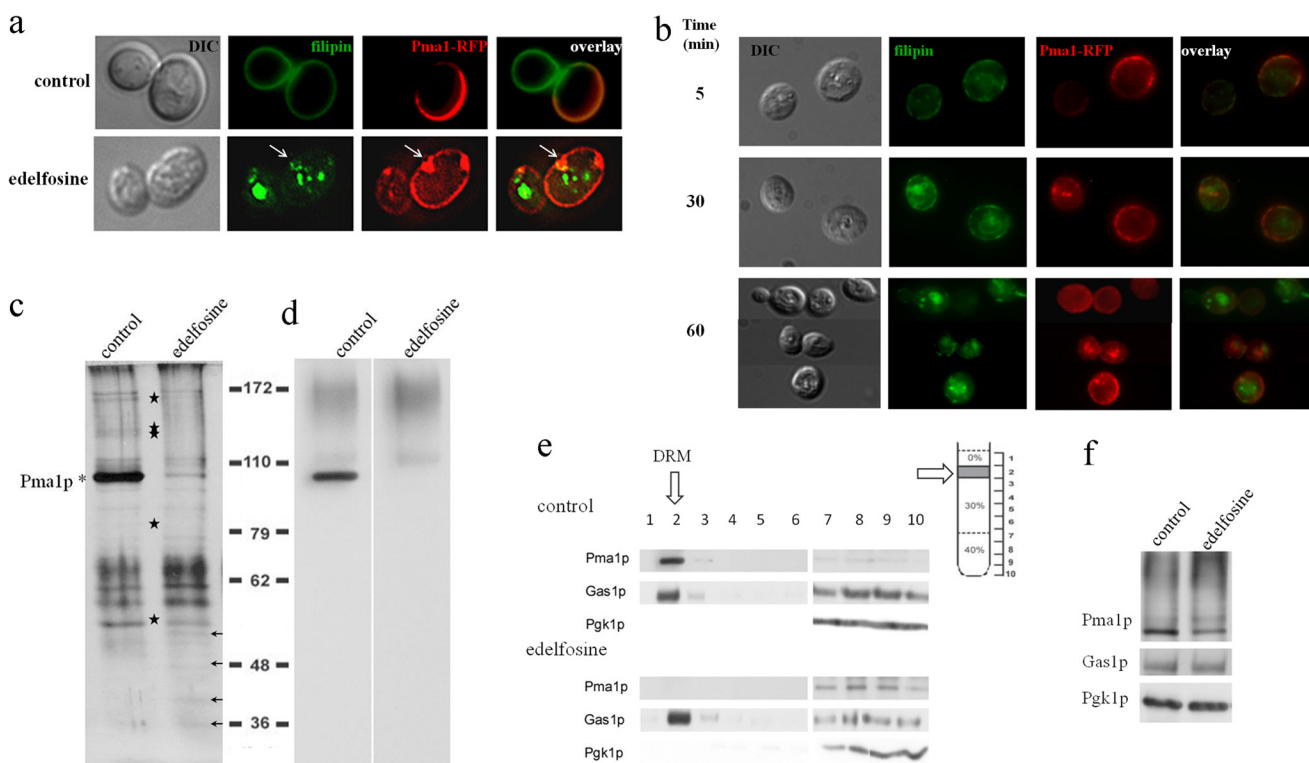 a
DIC filipin Pma1-RFP overlay
control
edelfosine
b
Time
(min)
DIC filipin Pma1-RFP overlay
5
30
60
c
control edelfosine
Pma1p *
172
110
79
62
48
36
d
control edelfosine
e
DRM
control
1 2 3 4 5 6 7 8 9 10
Pma1p
Gas1p
Pgk1p
edelfosine
Pma1p
Gas1p
Pgk1p
0%
30%
40%
1
2
3
4
5
6
7
8
9
10
f
control edelfosine
Pma1p
Gas1p
Pgk1p